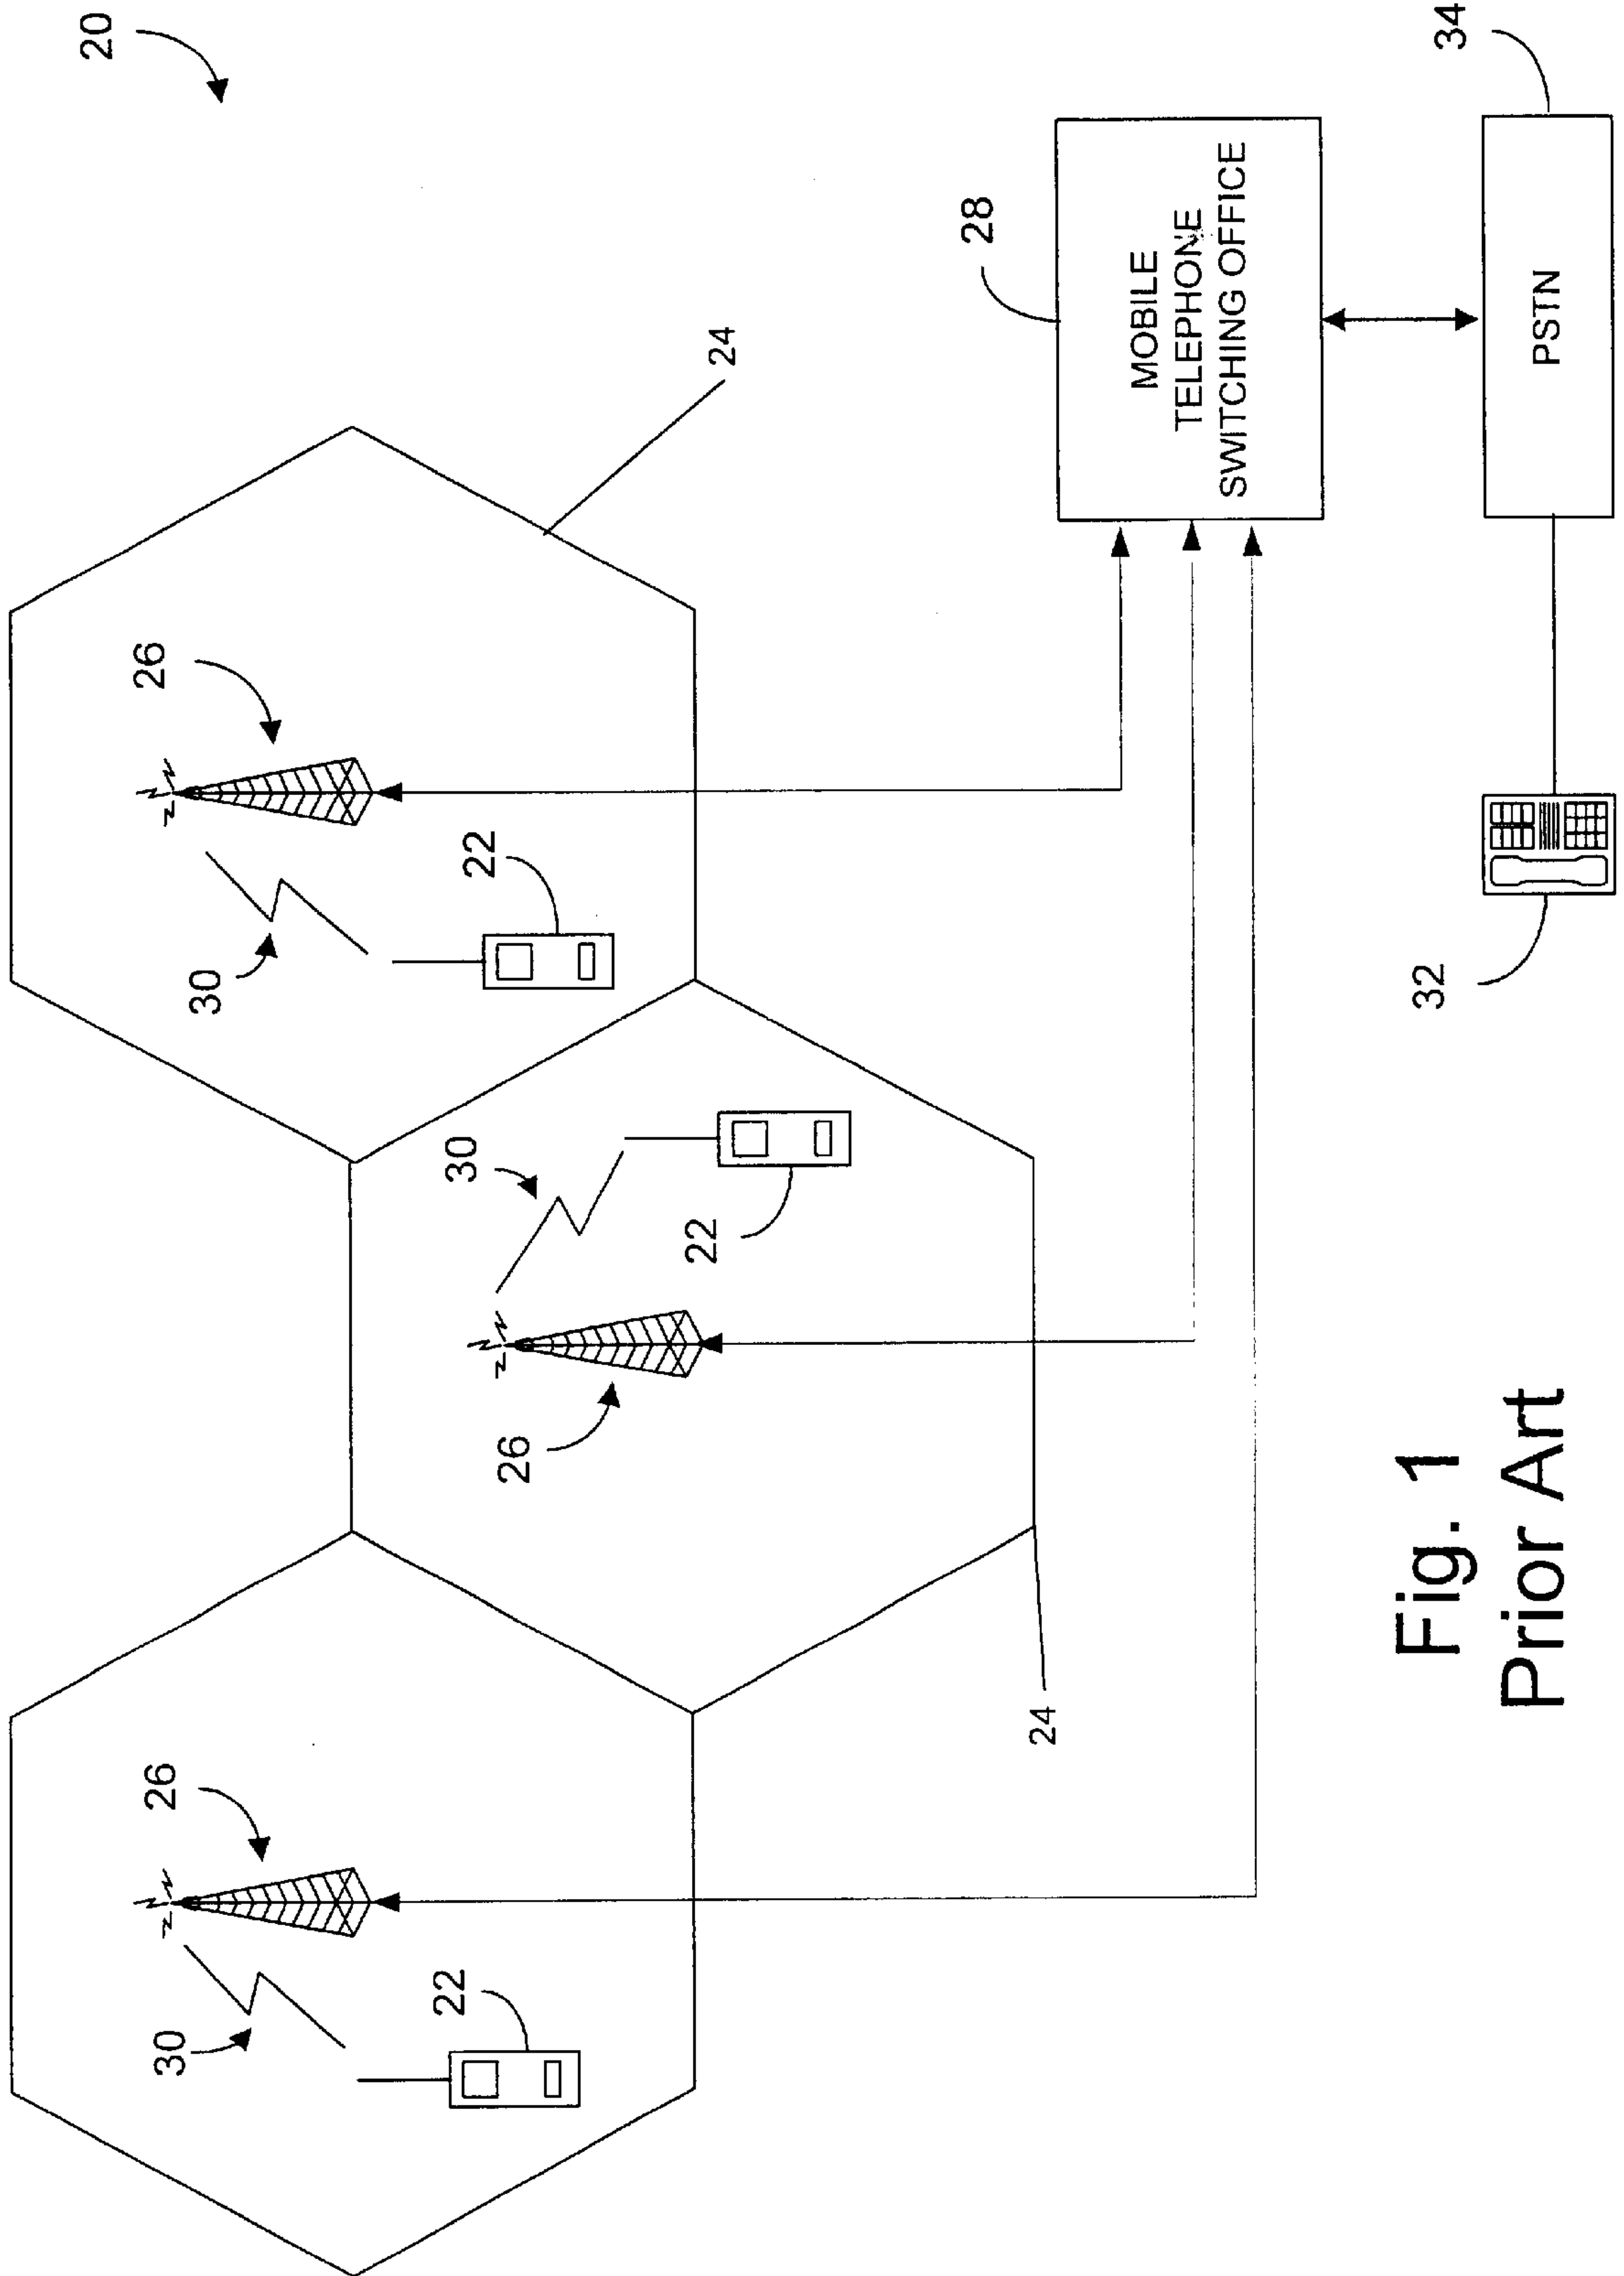 20
26
30
22
24
30
22
26
24
26
30
22
28
MOBILE
TELEPHONE
SWITCHING OFFICE
34
PSTN
32
Fig. 1
Prior Art